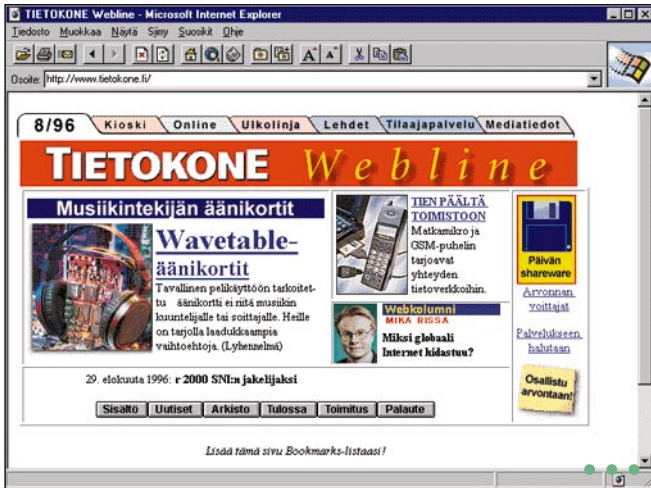 TIETOKONE Webline - Microsoft Internet Explorer
Tiedosto Muokkaa Näytä Siirry Suosikit Ohje
Osoite: http://www.tietokone.fi/
8/96 Kioski Online Ulkolinja Lehdet Tilaajapalvelu Mediatiedot
TIETOKONE Webline
Musiikintekijän äänikortit
Wavetable-
äänikortit
Tavallinen pelikäyttöön tarkoitet-
tu äänikortti ei riitä musiikin
kuuntelijalle tai soittajalle. Heille
on tarjolla laadukkaampia
vaihtoehtoja. (Lyhennelmä)
TIEN PÄÄLTÄ
TOIMISTOON
Matkamikro ja
GSM-puhelin
tarjoavat
yhteyden
tietoverkkoihin.
Webkolumni
MIKA RISSA
Miksi globaali
Internet hidastuu?
Päivän
shareware
Arvonnan
voittajat
Palvelukseen
halutaan
Osallistu
arvontaan!
29. elokuuta 1996: r 2000 SNI:n jakelijaksi
Sisältö Uutiset Arkisto Tulossa Toimitus Palaute
Lisää tämä sivu Bookmarks-listaasi!